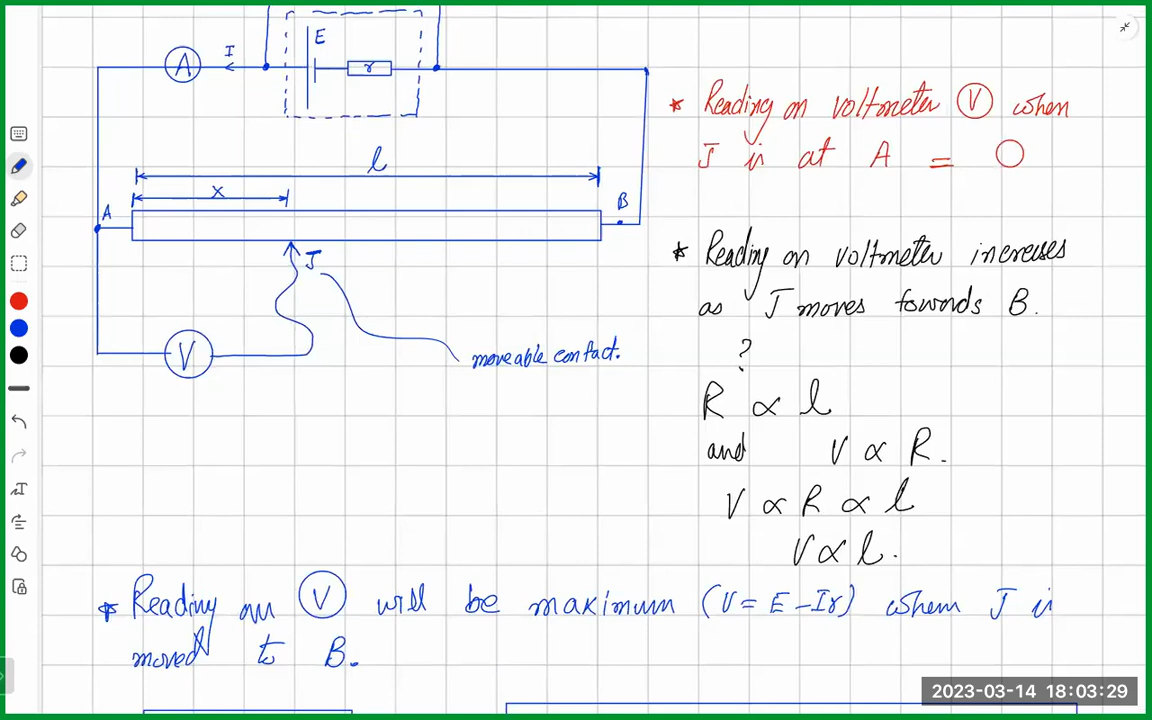 E
I
A
r
l
x
A
B
J
V
moveable contact.
* Reading on voltmeter V when
J is at A = 0
* Reading on voltmeter increases
as J moves towards B.
?
R ∝ l
and V ∝ R.
V ∝ R ∝ l
V ∝ l.
* Reading on V will be maximum (V = E - Ir) when J is
moved to B.
2023-03-14 18:03:29